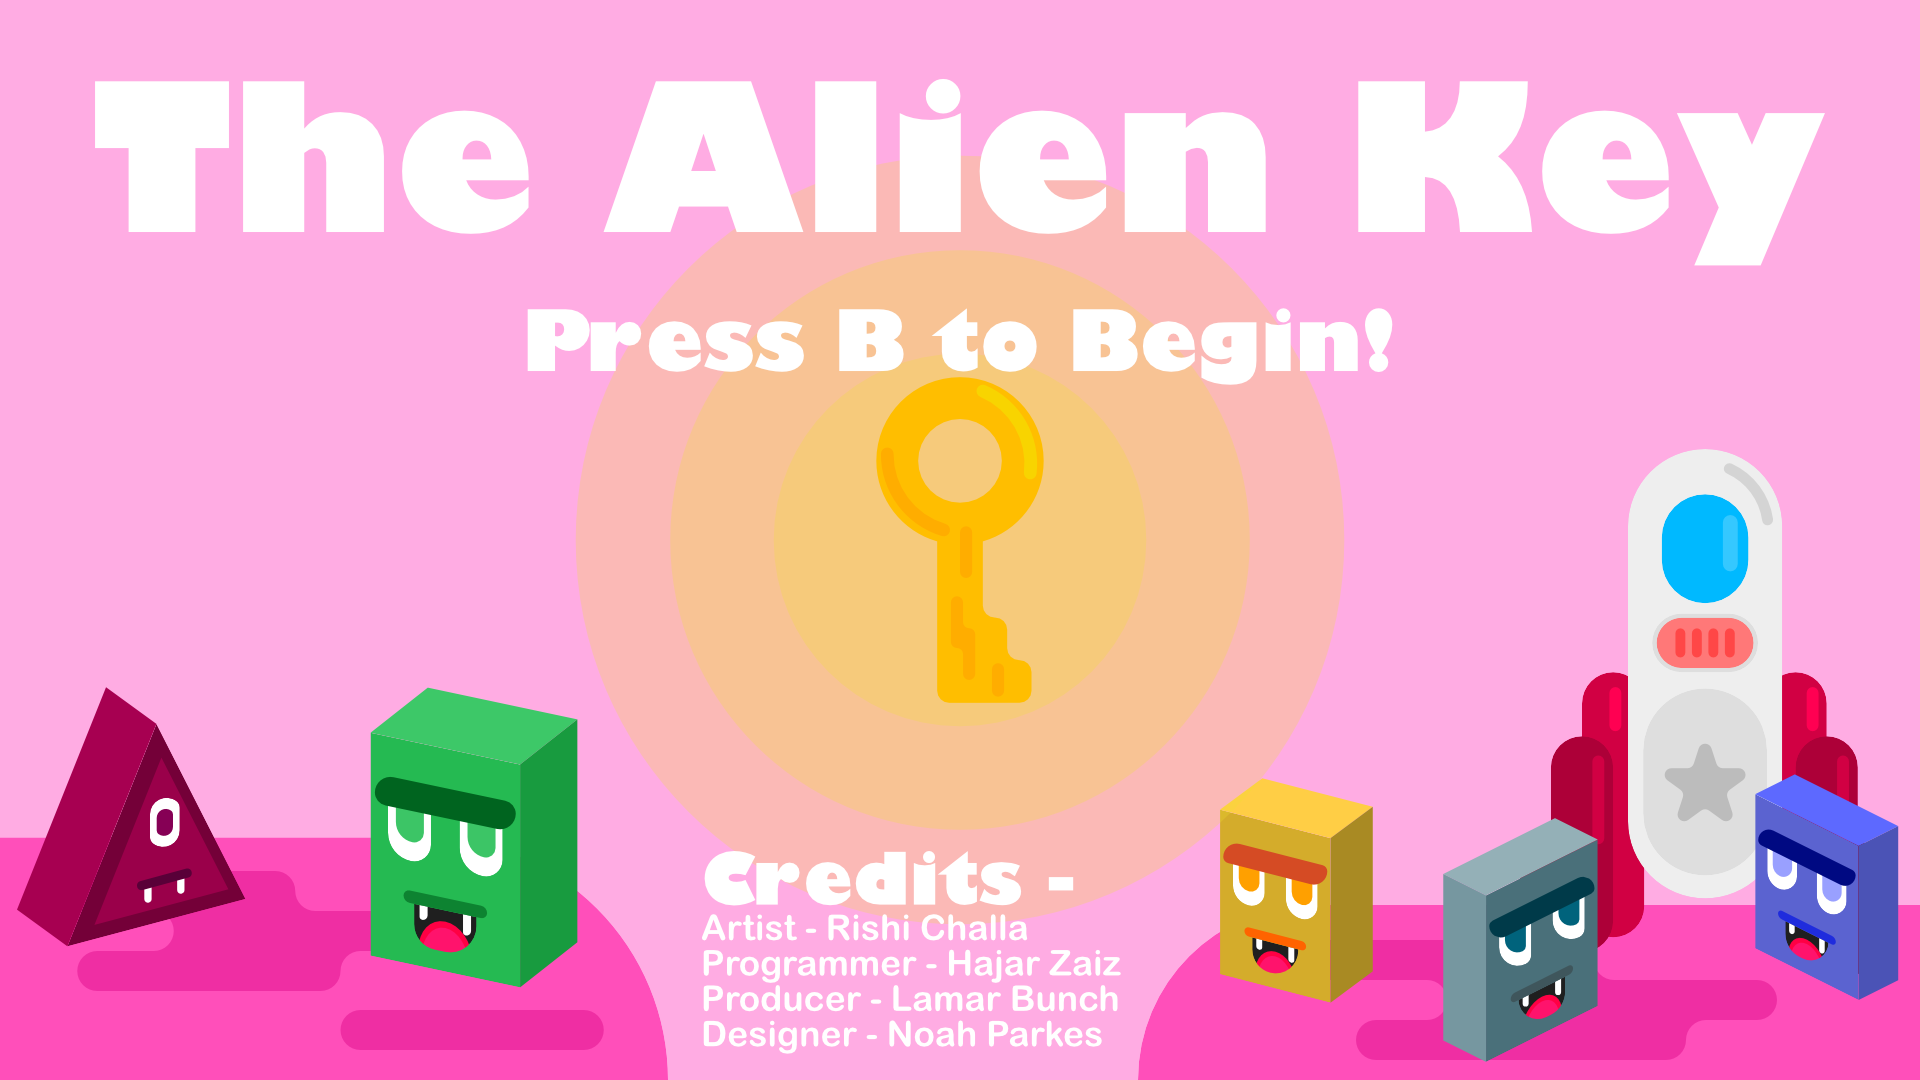 The Alien Key
Press B to Begin!
Credits -
Artist - Rishi Challa
Programmer - Hajar Zaiz
Producer - Lamar Bunch
Designer - Noah Parkes